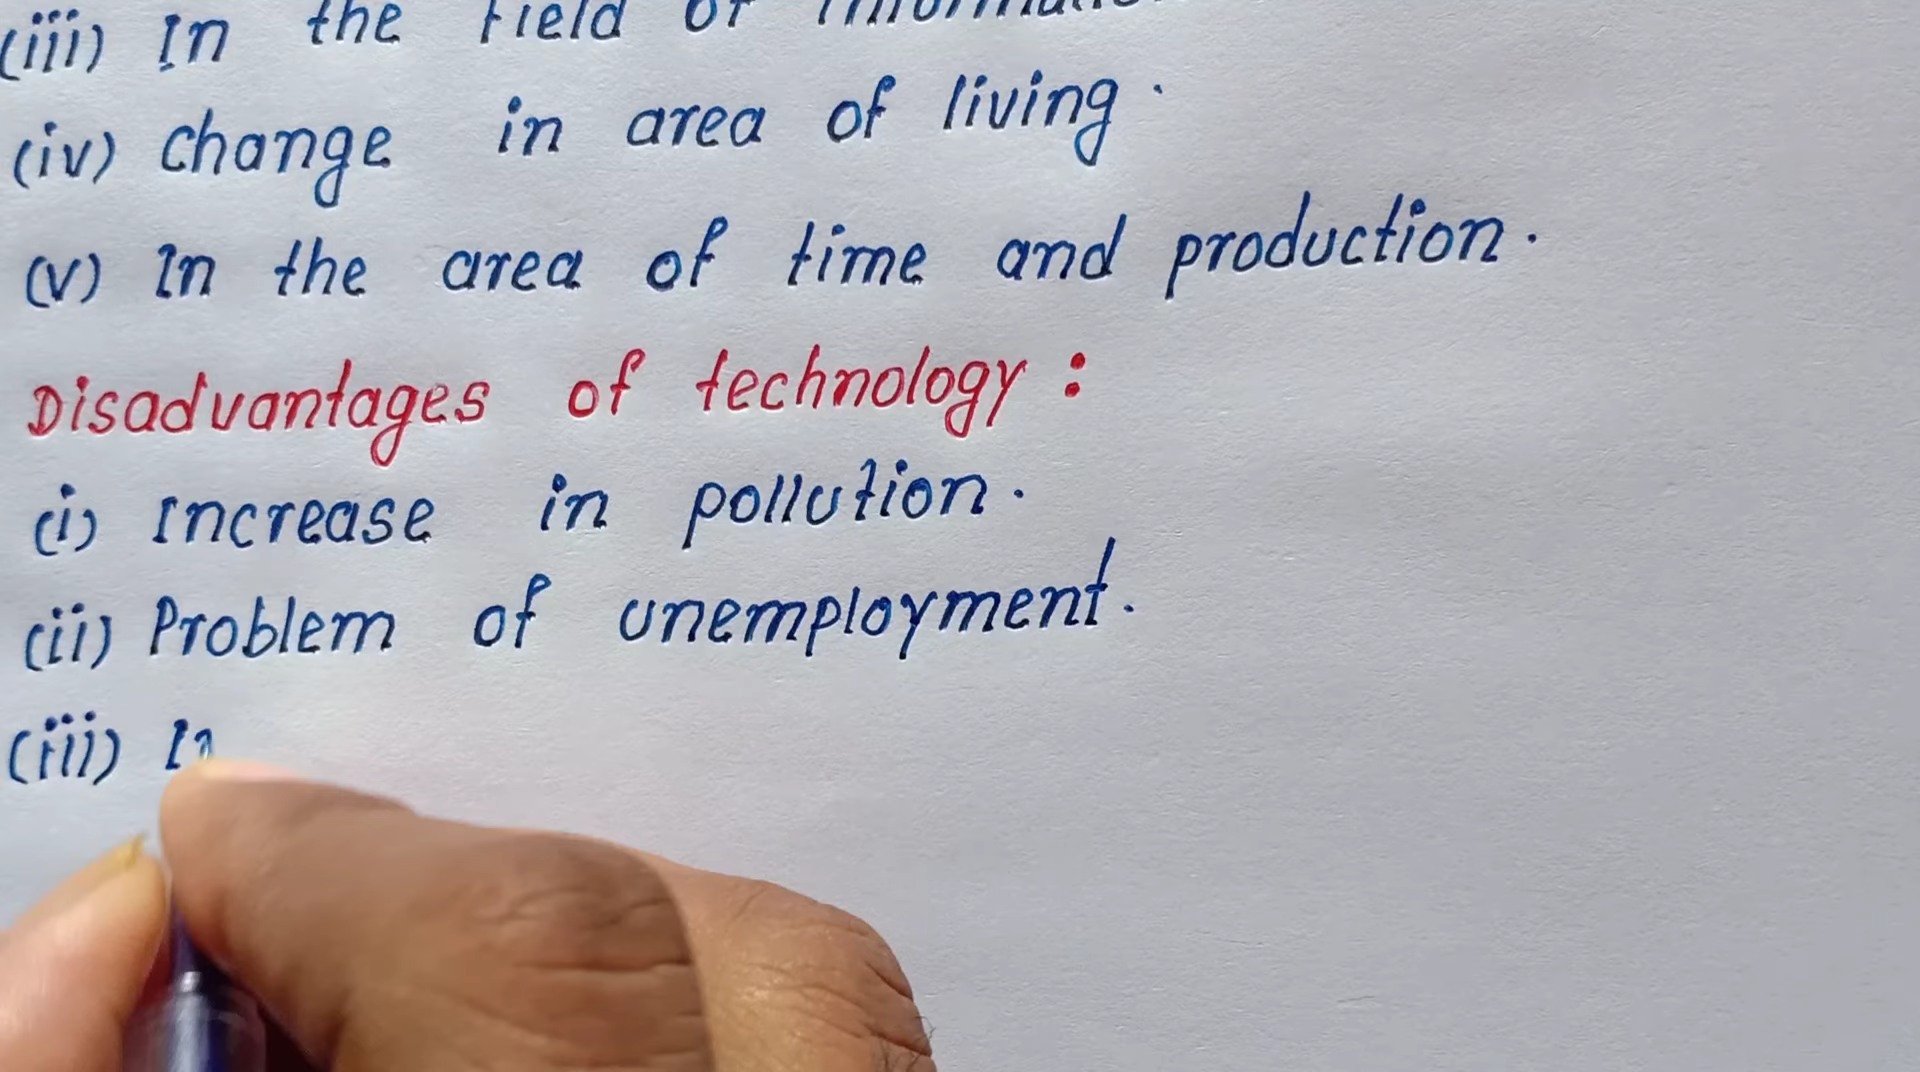 (iii) In the field of
(iv) change in area of living.
(v) In the area of time and production.
Disadvantages of technology :
(i) Increase in pollution.
(ii) Problem of unemployment.
(iii) In